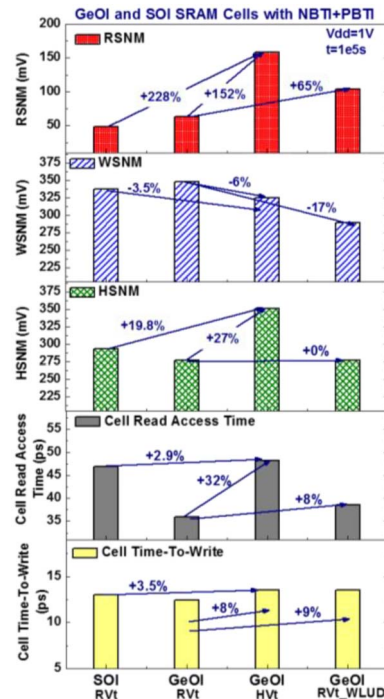 GeOI and SOI SRAM Cells with NBTI+PBTI
200
150
100
50
RSNM (mV)
RSNM
Vdd=1V
t=1e5s
+228%
+152%
+65%
375
350
325
300
275
250
225
WSNM (mV)
WSNM
-3.5%
-6%
-17%
375
350
325
300
275
250
225
HSNM (mV)
HSNM
+19.8%
+27%
+0%
55
50
45
40
35
Cell Read Access
Time (ps)
Cell Read Access Time
+2.9%
+32%
+8%
15
10
5
Cell Time-To-Write
(ps)
Cell Time-To-Write
+3.5%
+8%
+9%
SOI GeOI GeOI GeOI
RVt RVt HVt RVt_WLUD